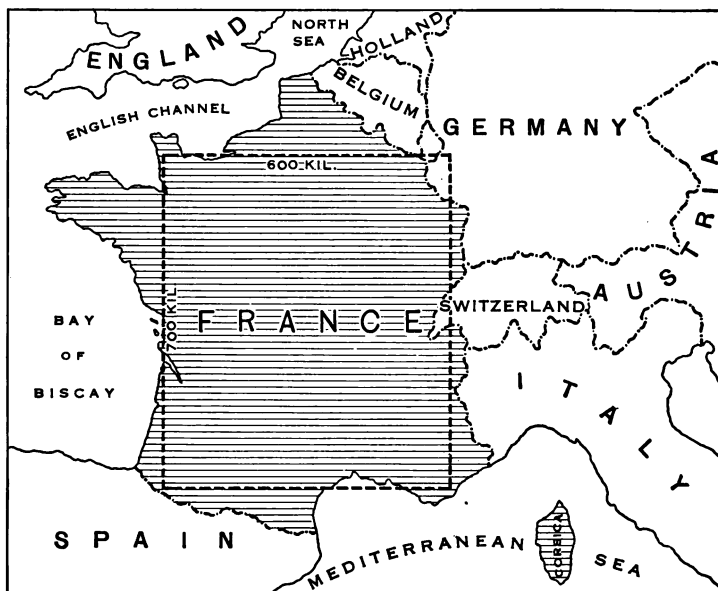 ENGLAND
NORTH
SEA
HOLLAND
BELGIUM
ENGLISH CHANNEL
GERMANY
600 KIL.
AUSTRIA
SWITZERLAND
700 KIL.
FRANCE
BAY
OF
BISCAY
ITALY
SPAIN
MEDITERRANEAN SEA
CORBICA